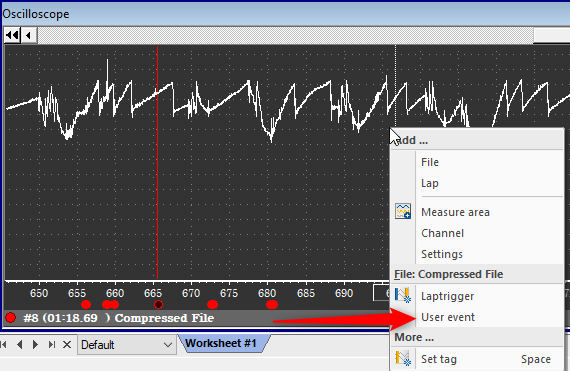 Oscilloscope
Add ...
File
Lap
Measure area
Channel
Settings
File: Compressed File
650 655 660 665 670 675 680 685 690
Laptrigger
#8 (01:18.69 ) Compressed File
User event
More ...
Default
Worksheet #1
Set tag Space